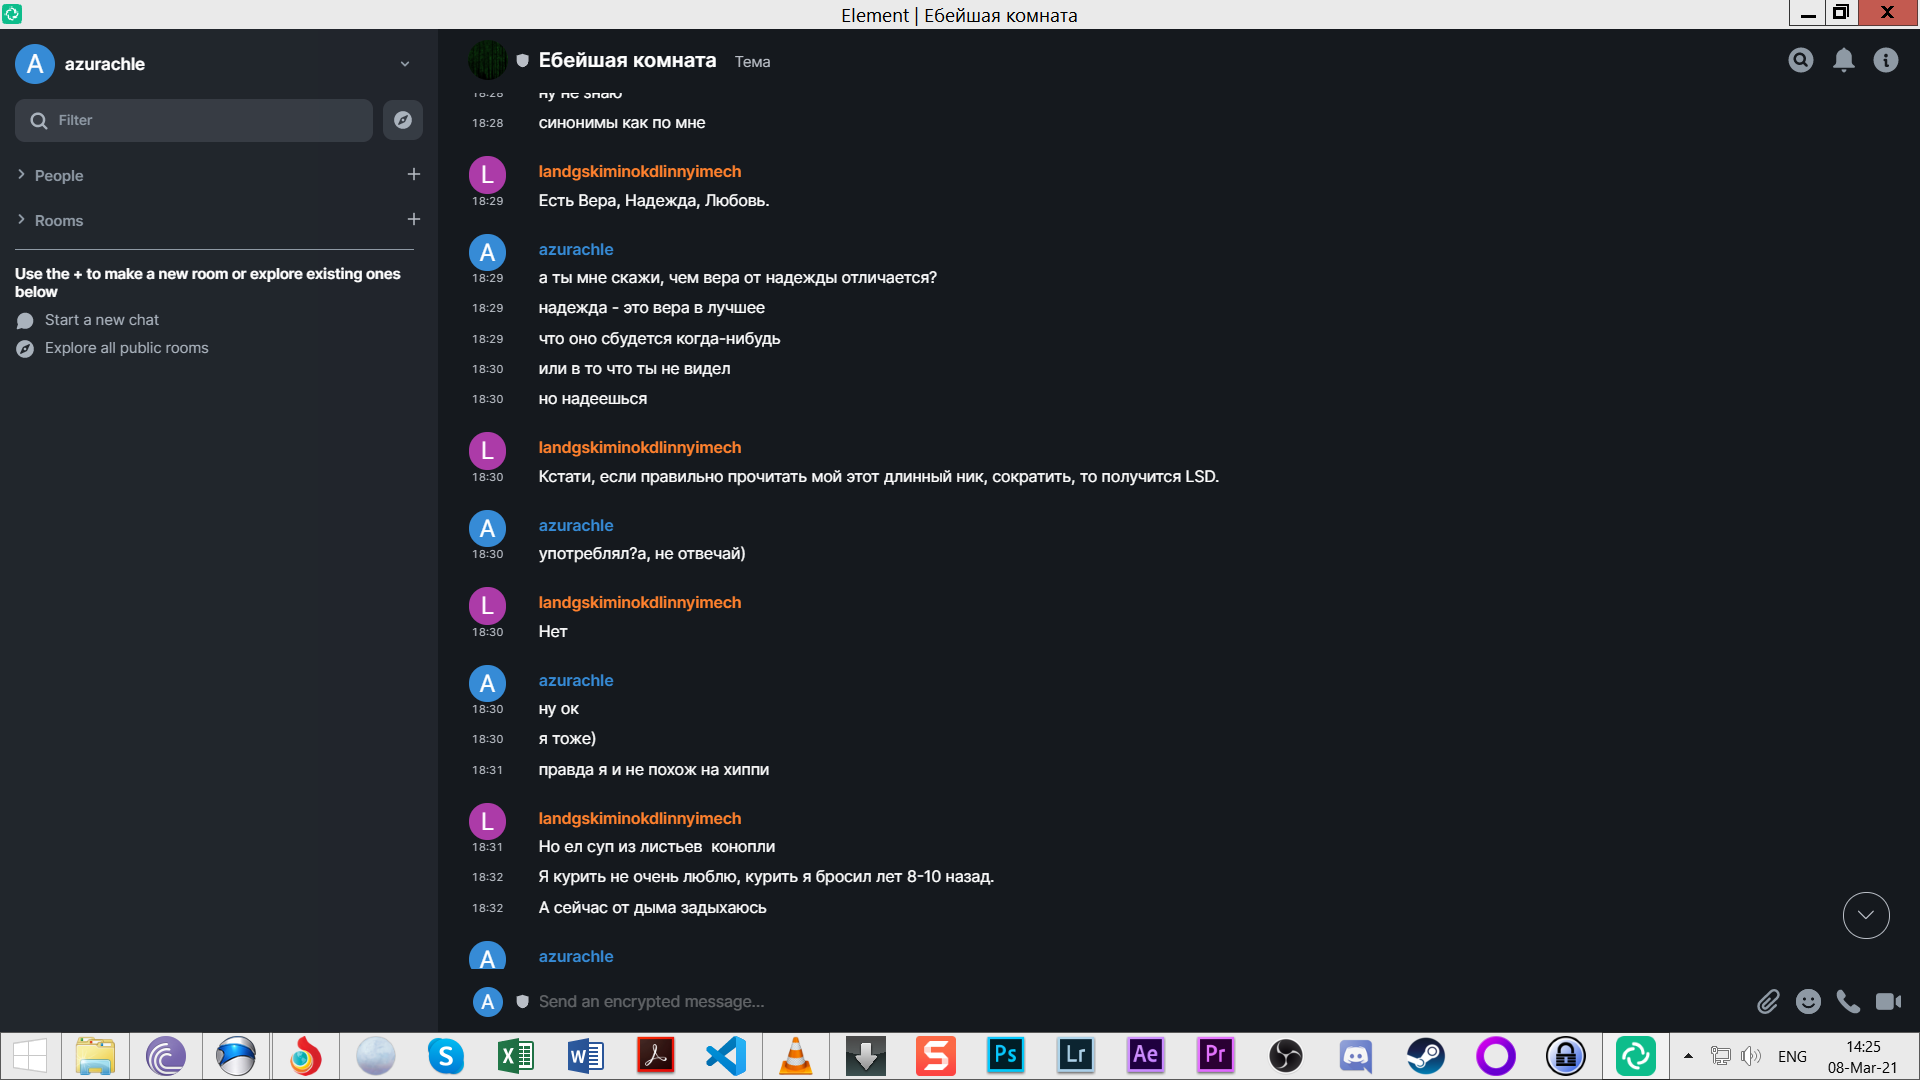 Element | Ебейшая комната
A azurachle
Filter
People
Rooms
Use the + to make a new room or explore existing ones
below
Start a new chat
Explore all public rooms
Ебейшая комната Тема
18:28 ну не знаю
18:28 синонимы как по мне
L landgskiminokdlinnyimech
18:29 Есть Вера, Надежда, Любовь.
A azurachle
18:29 а ты мне скажи, чем вера от надежды отличается?
18:29 надежда - это вера в лучшее
18:29 что оно сбудется когда-нибудь
18:30 или в то что ты не видел
18:30 но надеешься
L landgskiminokdlinnyimech
18:30 Кстати, если правильно прочитать мой этот длинный ник, сократить, то получится LSD.
A azurachle
18:30 употреблял?а, не отвечай)
L landgskiminokdlinnyimech
18:30 Нет
A azurachle
18:30 ну ок
18:30 я тоже)
18:31 правда я и не похож на хиппи
L landgskiminokdlinnyimech
18:31 Но ел суп из листьев  конопли
18:32 Я курить не очень люблю, курить я бросил лет 8-10 назад.
18:32 А сейчас от дыма задыхаюсь
A azurachle
A Send an encrypted message...
S X W S Ps Lr Ae Pr ENG 14:25
08-Mar-21